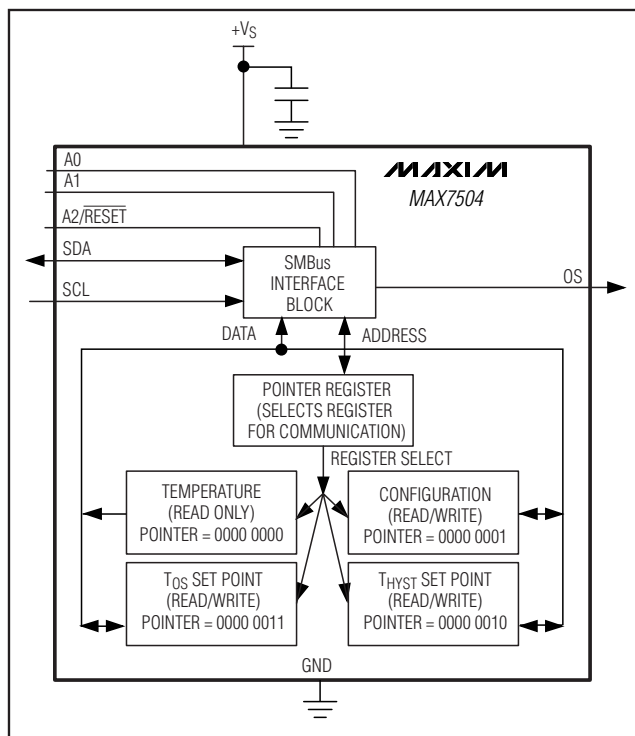 +VS
A0
A1
MAXIM
MAX7504
A2/RESET
SDA
SMBus
INTERFACE
BLOCK
OS
SCL
DATA
ADDRESS
POINTER REGISTER
(SELECTS REGISTER
FOR COMMUNICATION)
REGISTER SELECT
TEMPERATURE
(READ ONLY)
POINTER = 0000 0000
CONFIGURATION
(READ/WRITE)
POINTER = 0000 0001
TOS SET POINT
(READ/WRITE)
POINTER = 0000 0011
THYST SET POINT
(READ/WRITE)
POINTER = 0000 0010
GND